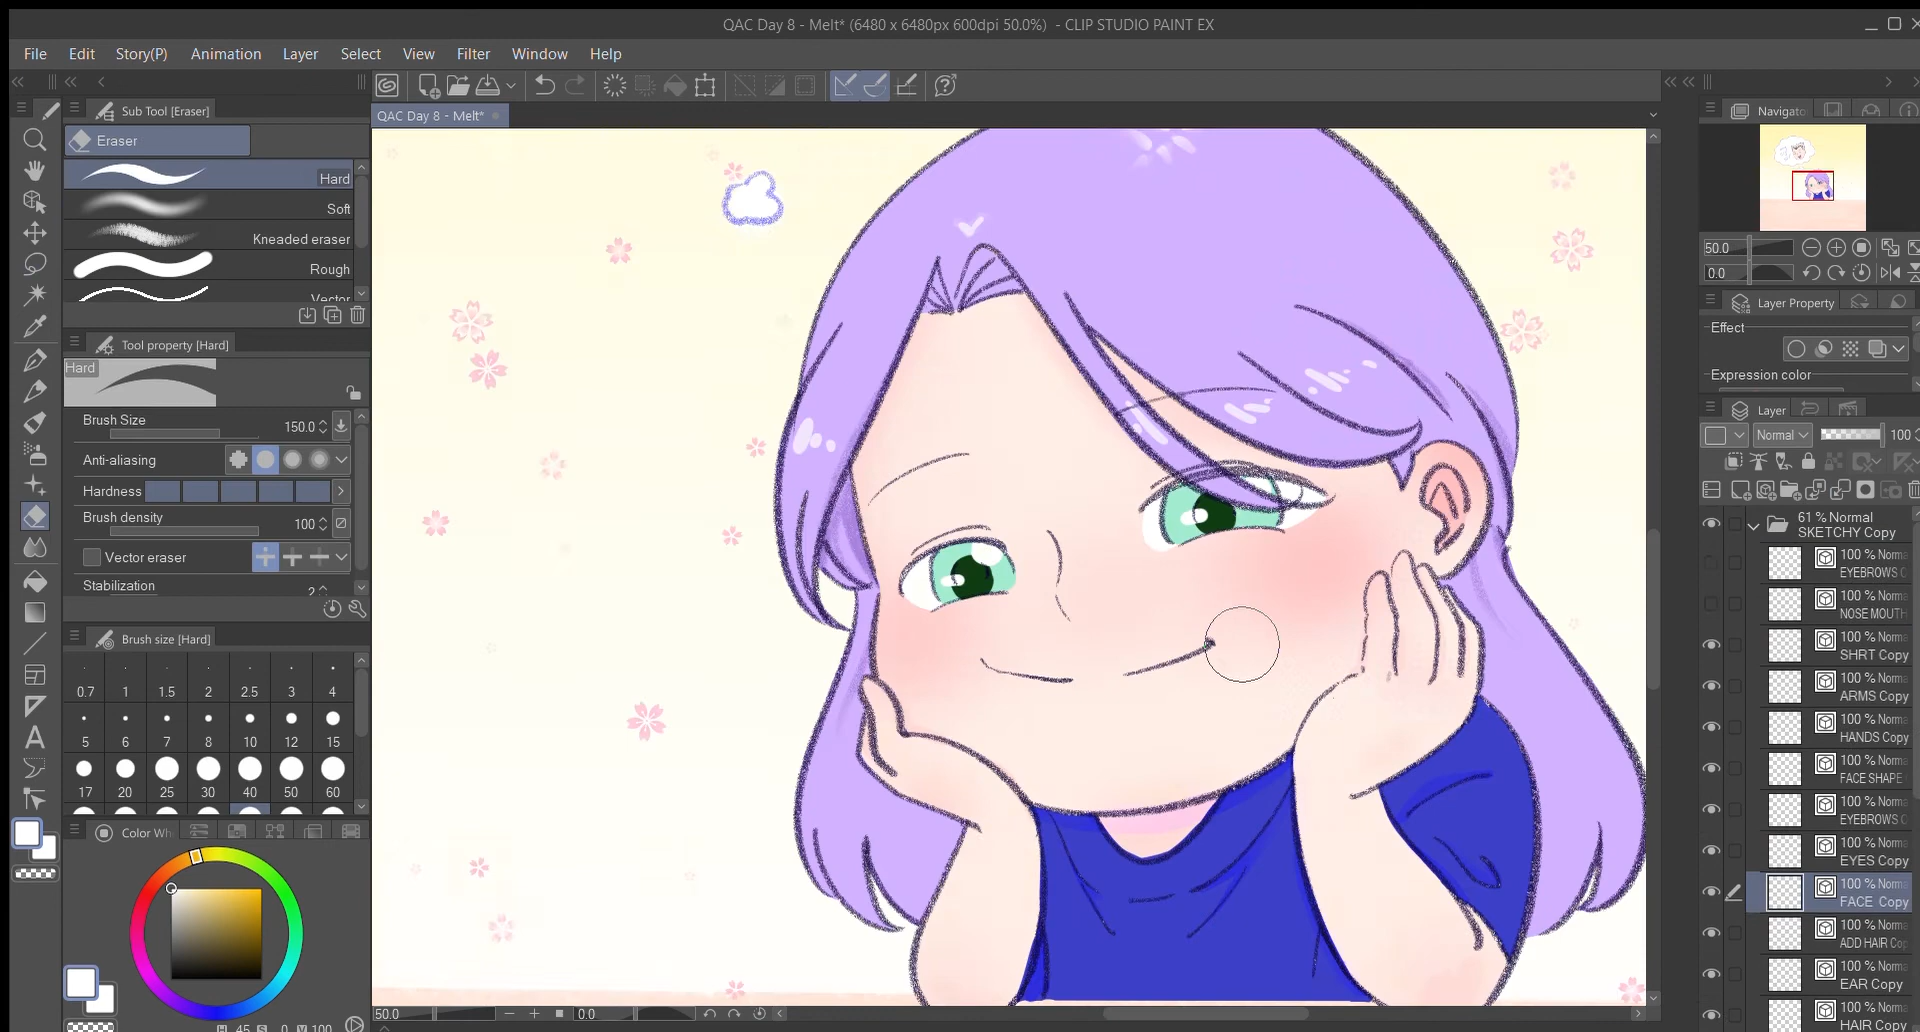 QAC Day 8 - Melt* (6480 x 6480px 600dpi 50.0%) - CLIP STUDIO PAINT EX
File Edit Story(P) Animation Layer Select View Filter Window Help
Sub Tool [Eraser]
QAC Day 8 - Melt*
Navigato
Eraser
Hard
Soft
Kneaded eraser
Rough
Vector
50.0
0.0
Tool property [Hard]
Layer Property
Hard
Effect
Expression color
Brush Size 150.0
Layer
Normal 100
Anti-aliasing
Hardness
Brush density 100
Vector eraser
Stabilization 2
61 % Normal
SKETCHY Copy
100 % Norma
EYEBROWS C
100 % Norma
NOSE MOUTH
100 % Norma
SHRT Copy
100 % Norma
ARMS Copy
100 % Norma
HANDS Copy
100 % Norma
FACE SHAPE
100 % Norma
EYEBROWS C
100 % Norma
EYES Copy
100 % Norma
FACE Copy
100 % Norma
ADD HAIR Cop
100 % Norma
EAR Copy
100 % Norma
HAIR Copy
Brush size [Hard]
0.7 1 1.5 2 2.5 3 4
5 6 7 8 10 12 15
17 20 25 30 40 50 60
Color Wh
H 45 S 0 V 100
50.0 0.0